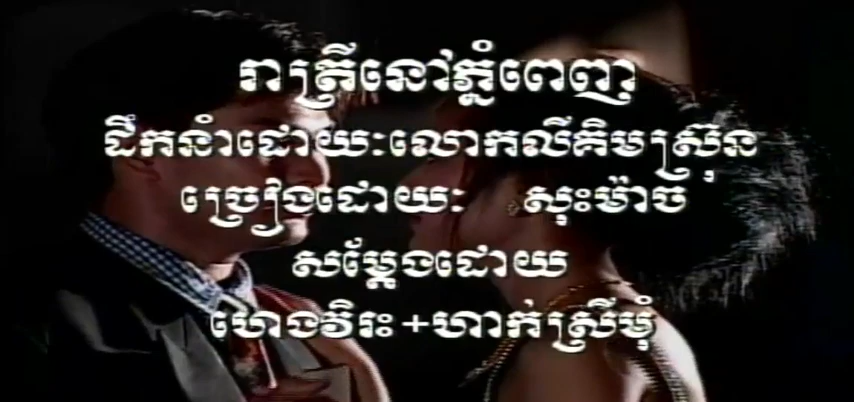 រាត្រីនៅភ្នំពេញ
ដឹកនាំដោយៈលោកលីគិមស្រ៊ុន
ច្រៀងដោយៈ ស៊ុះម៉ាច
សម្ដែងដោយ
ហេងវិរះ+ហាក់ស្រីមុំ